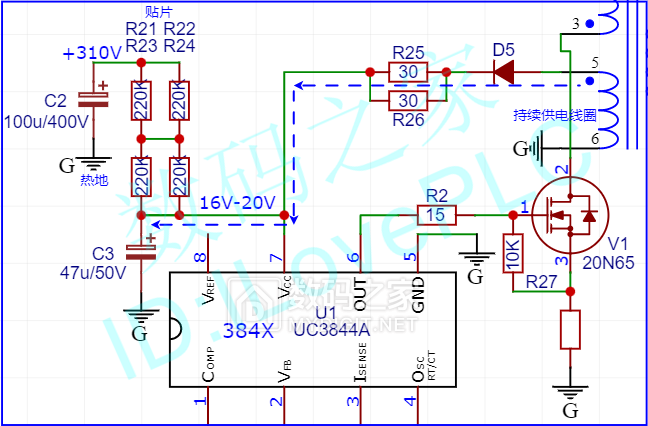 贴片
R21 R22
R23 R24
+310V
C2
100u/400V
G
热地
220K
220K
220K
220K
16V-20V
C3
47u/50V
G
R25
30
30
R26
D5
3
5
6
持续供电线圈
G
R2
15
1
2
3
10K
R27
V1
20N65
G
G
8
7
6
5
VREF
VCC
OUT
GND
U1
384X
UC3844A
COMP
VFB
ISENSE
OSC
RT/CT
1
2
3
4
数码之家
MYDIGIT.NET
数码之家
ID:ILovePLC